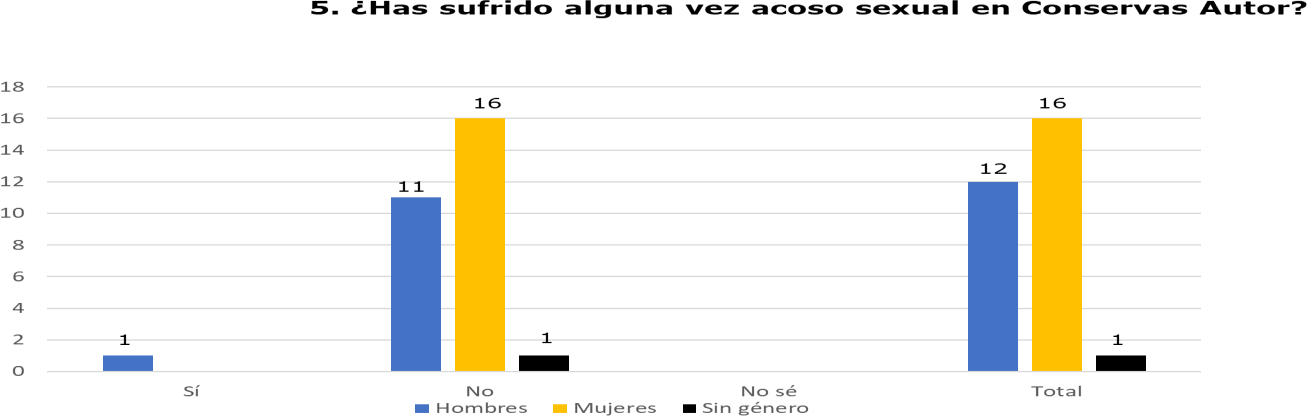 5. ¿Has sufrido alguna vez acoso sexual en Conservas Autor?
18
16
14
12
10
8
6
4
2
0
1
11
16
1
12
16
1
Sí
No
No sé
Total
Hombres
Mujeres
Sin género